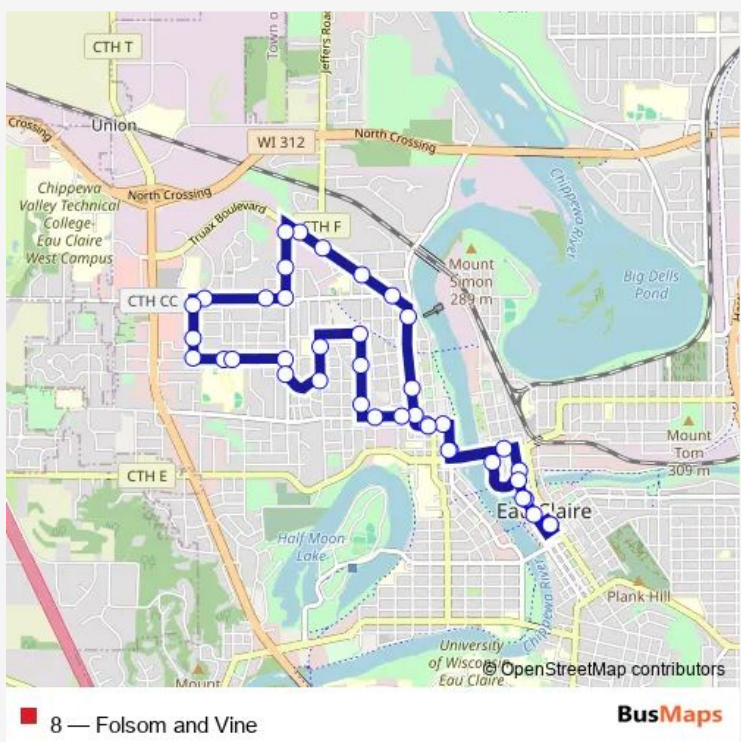 CTH T
Town o
Jeffers Road
Crossing
Union
WI 312
North Crossing
Chippewa
Valley Technical
College-
Eau Claire
West Campus
North Crossing
Truax Boulevard
CTH F
Chippewa River
Mount
Simon
289 m
Big Dells
Pond
CTH CC
CTH E
Mount
Tom
309 m
Eau Claire
Half Moon
Lake
Chippewa River
Plank Hill
University
of Wisconsin
Eau Claire
Mount
© OpenStreetMap contributors
8 — Folsom and Vine
BusMaps